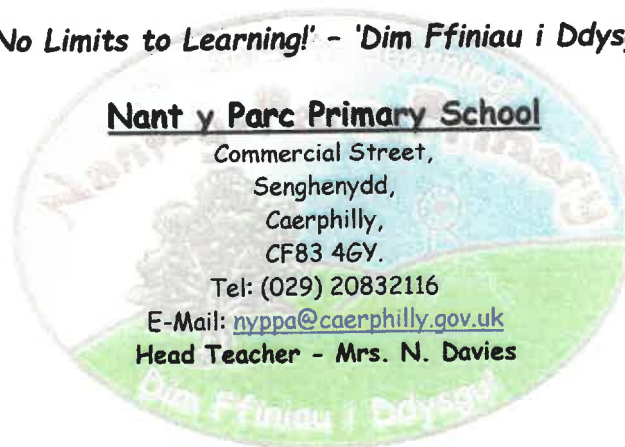 No Limits to Learning!' - 'Dim Ffiniau i Ddysg
Nant y Parc Primary School
Commercial Street,
Senghenydd,
Caerphilly,
CF83 4GY.
Tel: (029) 20832116
E-Mail: nyppa@caerphilly.gov.uk
Head Teacher - Mrs. N. Davies
Dim Ffiniau i Ddysgu!